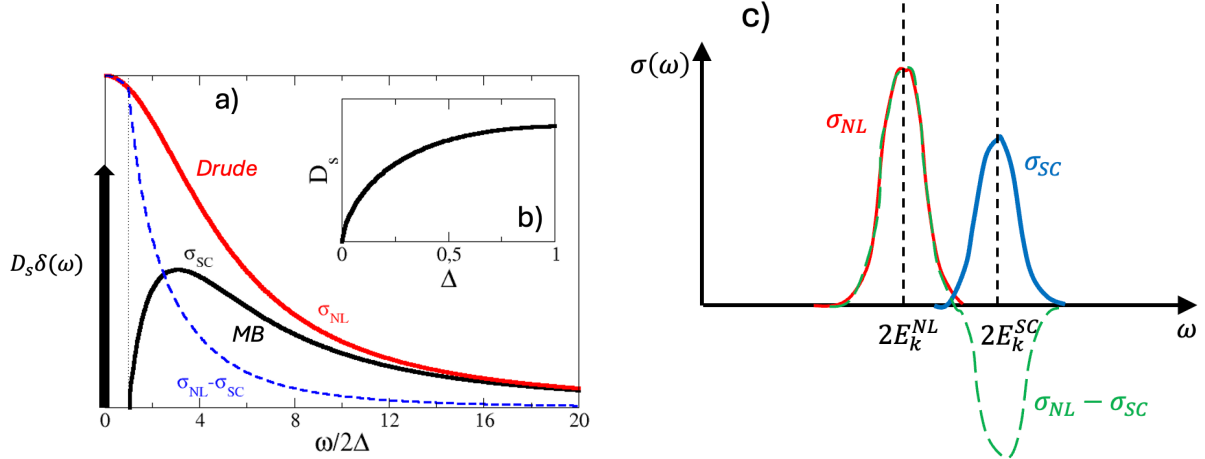 a)
Drude
σ_SC
D_sδ(ω)
MB
σ_NL
σ_NL-σ_SC
0 4 8 12 16 20
ω/2Δ
b)
D_s
0 0,5 1
Δ
c)
σ(ω)
σ_NL
σ_SC
2E_k^NL 2E_k^SC
ω
σ_NL − σ_SC